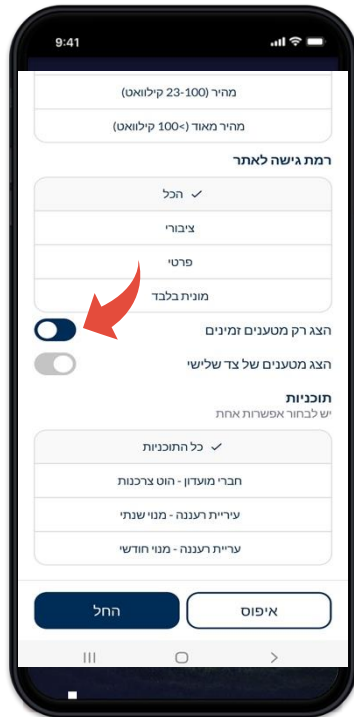 9:41
מהיר (23-100 קילוואט)
מהיר מאוד (>100 קילוואט)
רמת גישה לאתר
הכל
ציבורי
פרטי
מונית בלבד
הצג רק מטענים זמינים
הצג מטענים של צד שלישי
תוכניות
יש לבחור אפשרות אחת
כל התוכניות
חברי מועדון - הוט צרכנות
עיריית רעננה - מנוי שנתי
עריית רעננה - מנוי חודשי
איפוס
החל